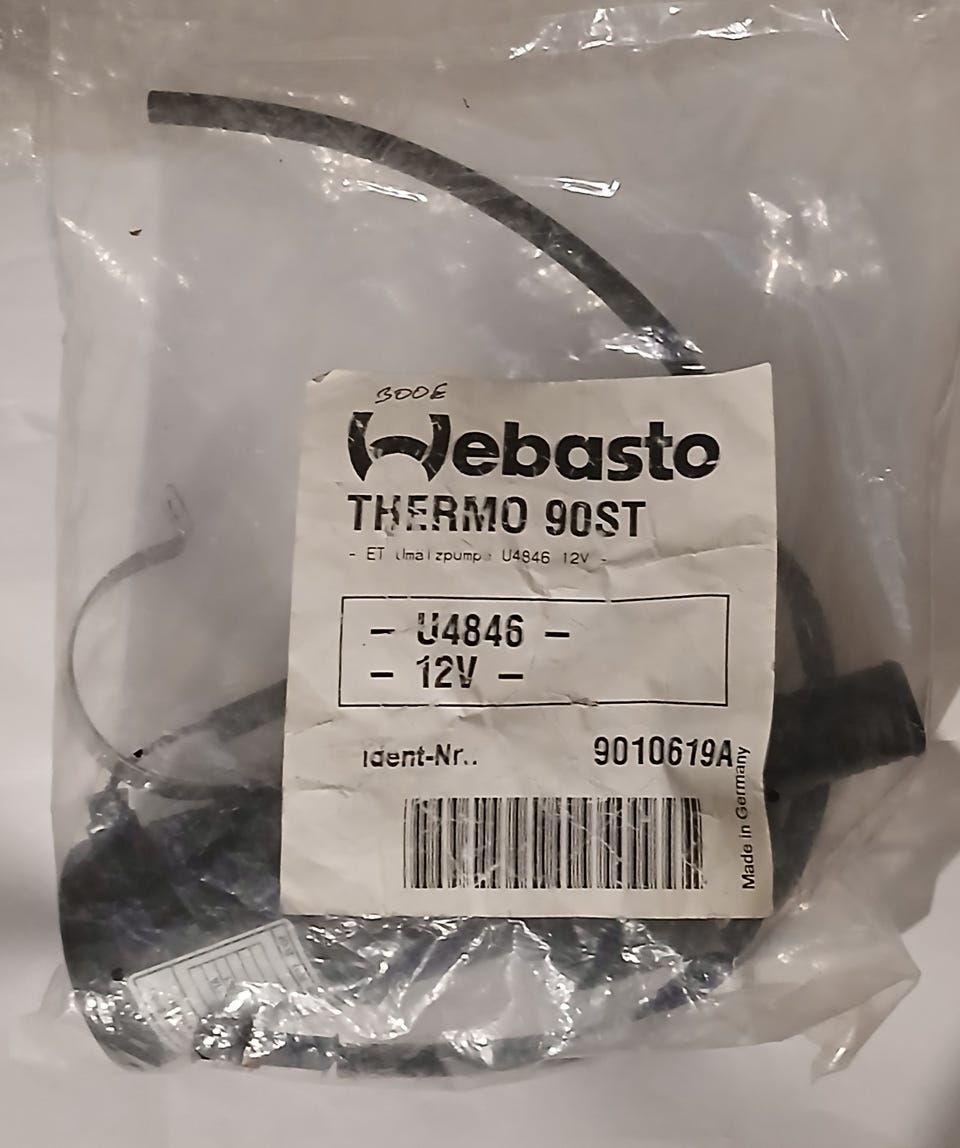 300E
Webasto
THERMO 90ST
- ET Umwälzpumpe U4846 12V -
- U4846 -
- 12V -
Ident-Nr.:
9010619A
Made in Germany